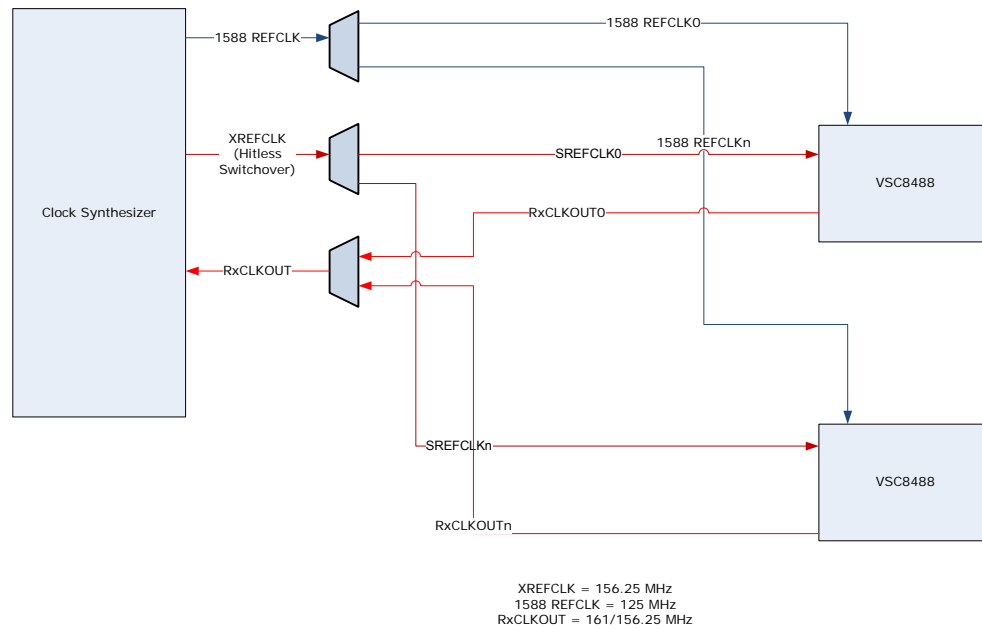 1588 REFCLK
1588 REFCLK0
XREFCLK
(Hitless
Switchover)
1588 REFCLKn
SREFCLK0
VSC8488
Clock Synthesizer
RxCLKOUT0
RxCLKOUT
SREFCLKn
VSC8488
RxCLKOUTn
XREFCLK = 156.25 MHz
1588 REFCLK = 125 MHz
RxCLKOUT = 161/156.25 MHz